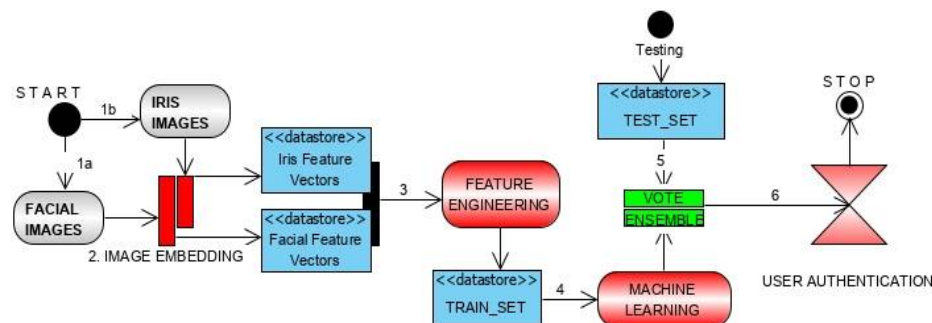 START
1b
1a
IRIS
IMAGES
FACIAL
IMAGES
2. IMAGE EMBEDDING
<<datastore>>
Iris Feature
Vectors
<<datastore>>
Facial Feature
Vectors
3
FEATURE
ENGINEERING
<<datastore>>
TRAIN_SET
4
MACHINE
LEARNING
Testing
<<datastore>>
TEST_SET
5
VOTE
ENSEMBLE
6
STOP
USER AUTHENTICATION